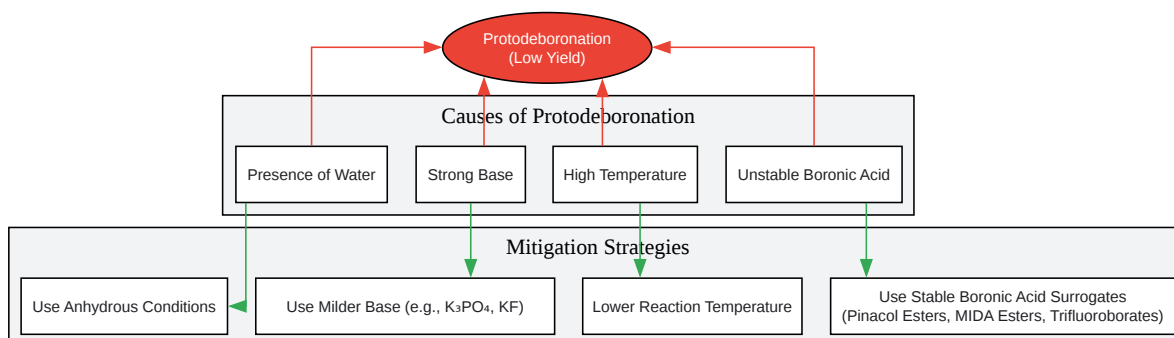 Protodeboronation
(Low Yield)
Causes of Protodeboronation
Presence of Water
Strong Base
High Temperature
Unstable Boronic Acid
Mitigation Strategies
Use Anhydrous Conditions
Use Milder Base (e.g., K₃PO₄, KF)
Lower Reaction Temperature
Use Stable Boronic Acid Surrogates
(Pinacol Esters, MIDA Esters, Trifluoroborates)